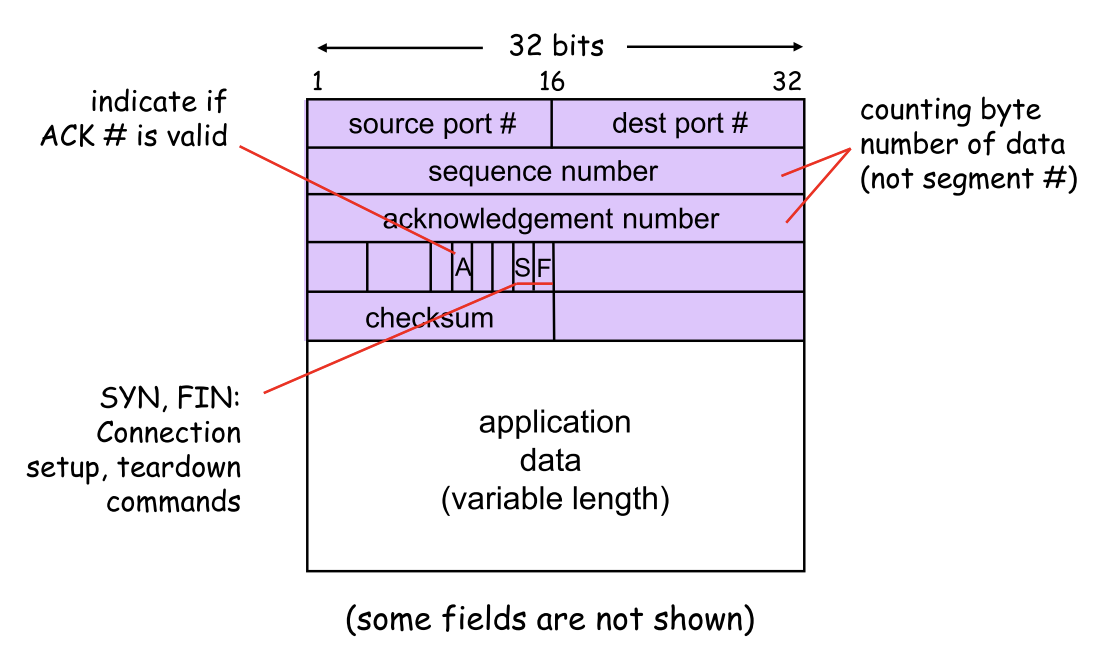 32 bits
1 16 32
indicate if
ACK # is valid
source port # dest port #
counting byte
number of data
(not segment #)
sequence number
acknowledgement number
A S F
checksum
SYN, FIN:
Connection
setup, teardown
commands
application
data
(variable length)
(some fields are not shown)